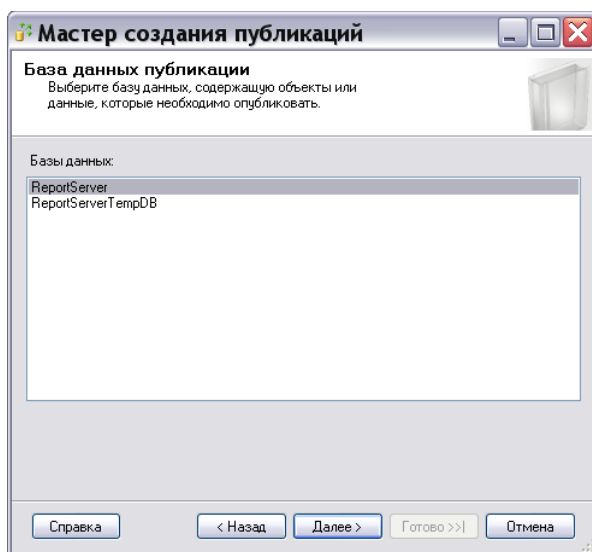 Мастер создания публикаций
База данных публикации
Выберите базу данных, содержащую объекты или
данные, которые необходимо опубликовать.
Базы данных:
ReportServer
ReportServerTempDB
Справка
< Назад
Далее >
Готово >>|
Отмена